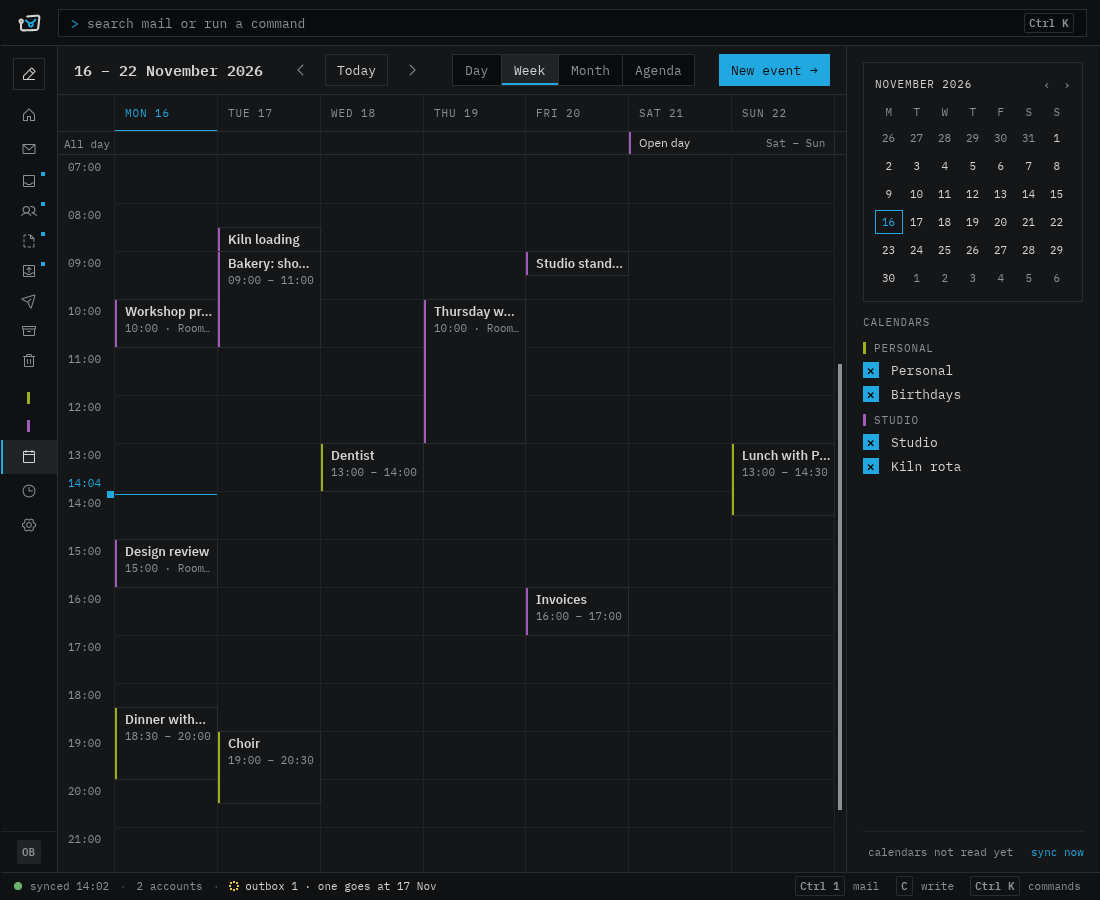 > search mail or run a command Ctrl K
16 – 22 November 2026 Today Day Week Month Agenda New event →
MON 16 TUE 17 WED 18 THU 19 FRI 20 SAT 21 SUN 22
All day Open day Sat – Sun
07:00
08:00
Kiln loading
09:00 Bakery: sho… Studio stand…
09:00 – 11:00
10:00 Workshop pr… Thursday w…
10:00 · Room… 10:00 · Room…
11:00
12:00
13:00 Dentist Lunch with P…
13:00 – 14:00 13:00 – 14:30
14:04
14:00
15:00 Design review
15:00 · Room…
16:00 Invoices
16:00 – 17:00
17:00
18:00
Dinner with…
18:30 – 20:00
19:00 Choir
19:00 – 20:30
20:00
21:00
NOVEMBER 2026 ‹ ›
M T W T F S S
26 27 28 29 30 31 1
2 3 4 5 6 7 8
9 10 11 12 13 14 15
16 17 18 19 20 21 22
23 24 25 26 27 28 29
30 1 2 3 4 5 6
CALENDARS
PERSONAL
× Personal
× Birthdays
STUDIO
× Studio
× Kiln rota
calendars not read yet sync now
OB
synced 14:02 · 2 accounts · outbox 1 · one goes at 17 Nov Ctrl 1 mail C write Ctrl K commands